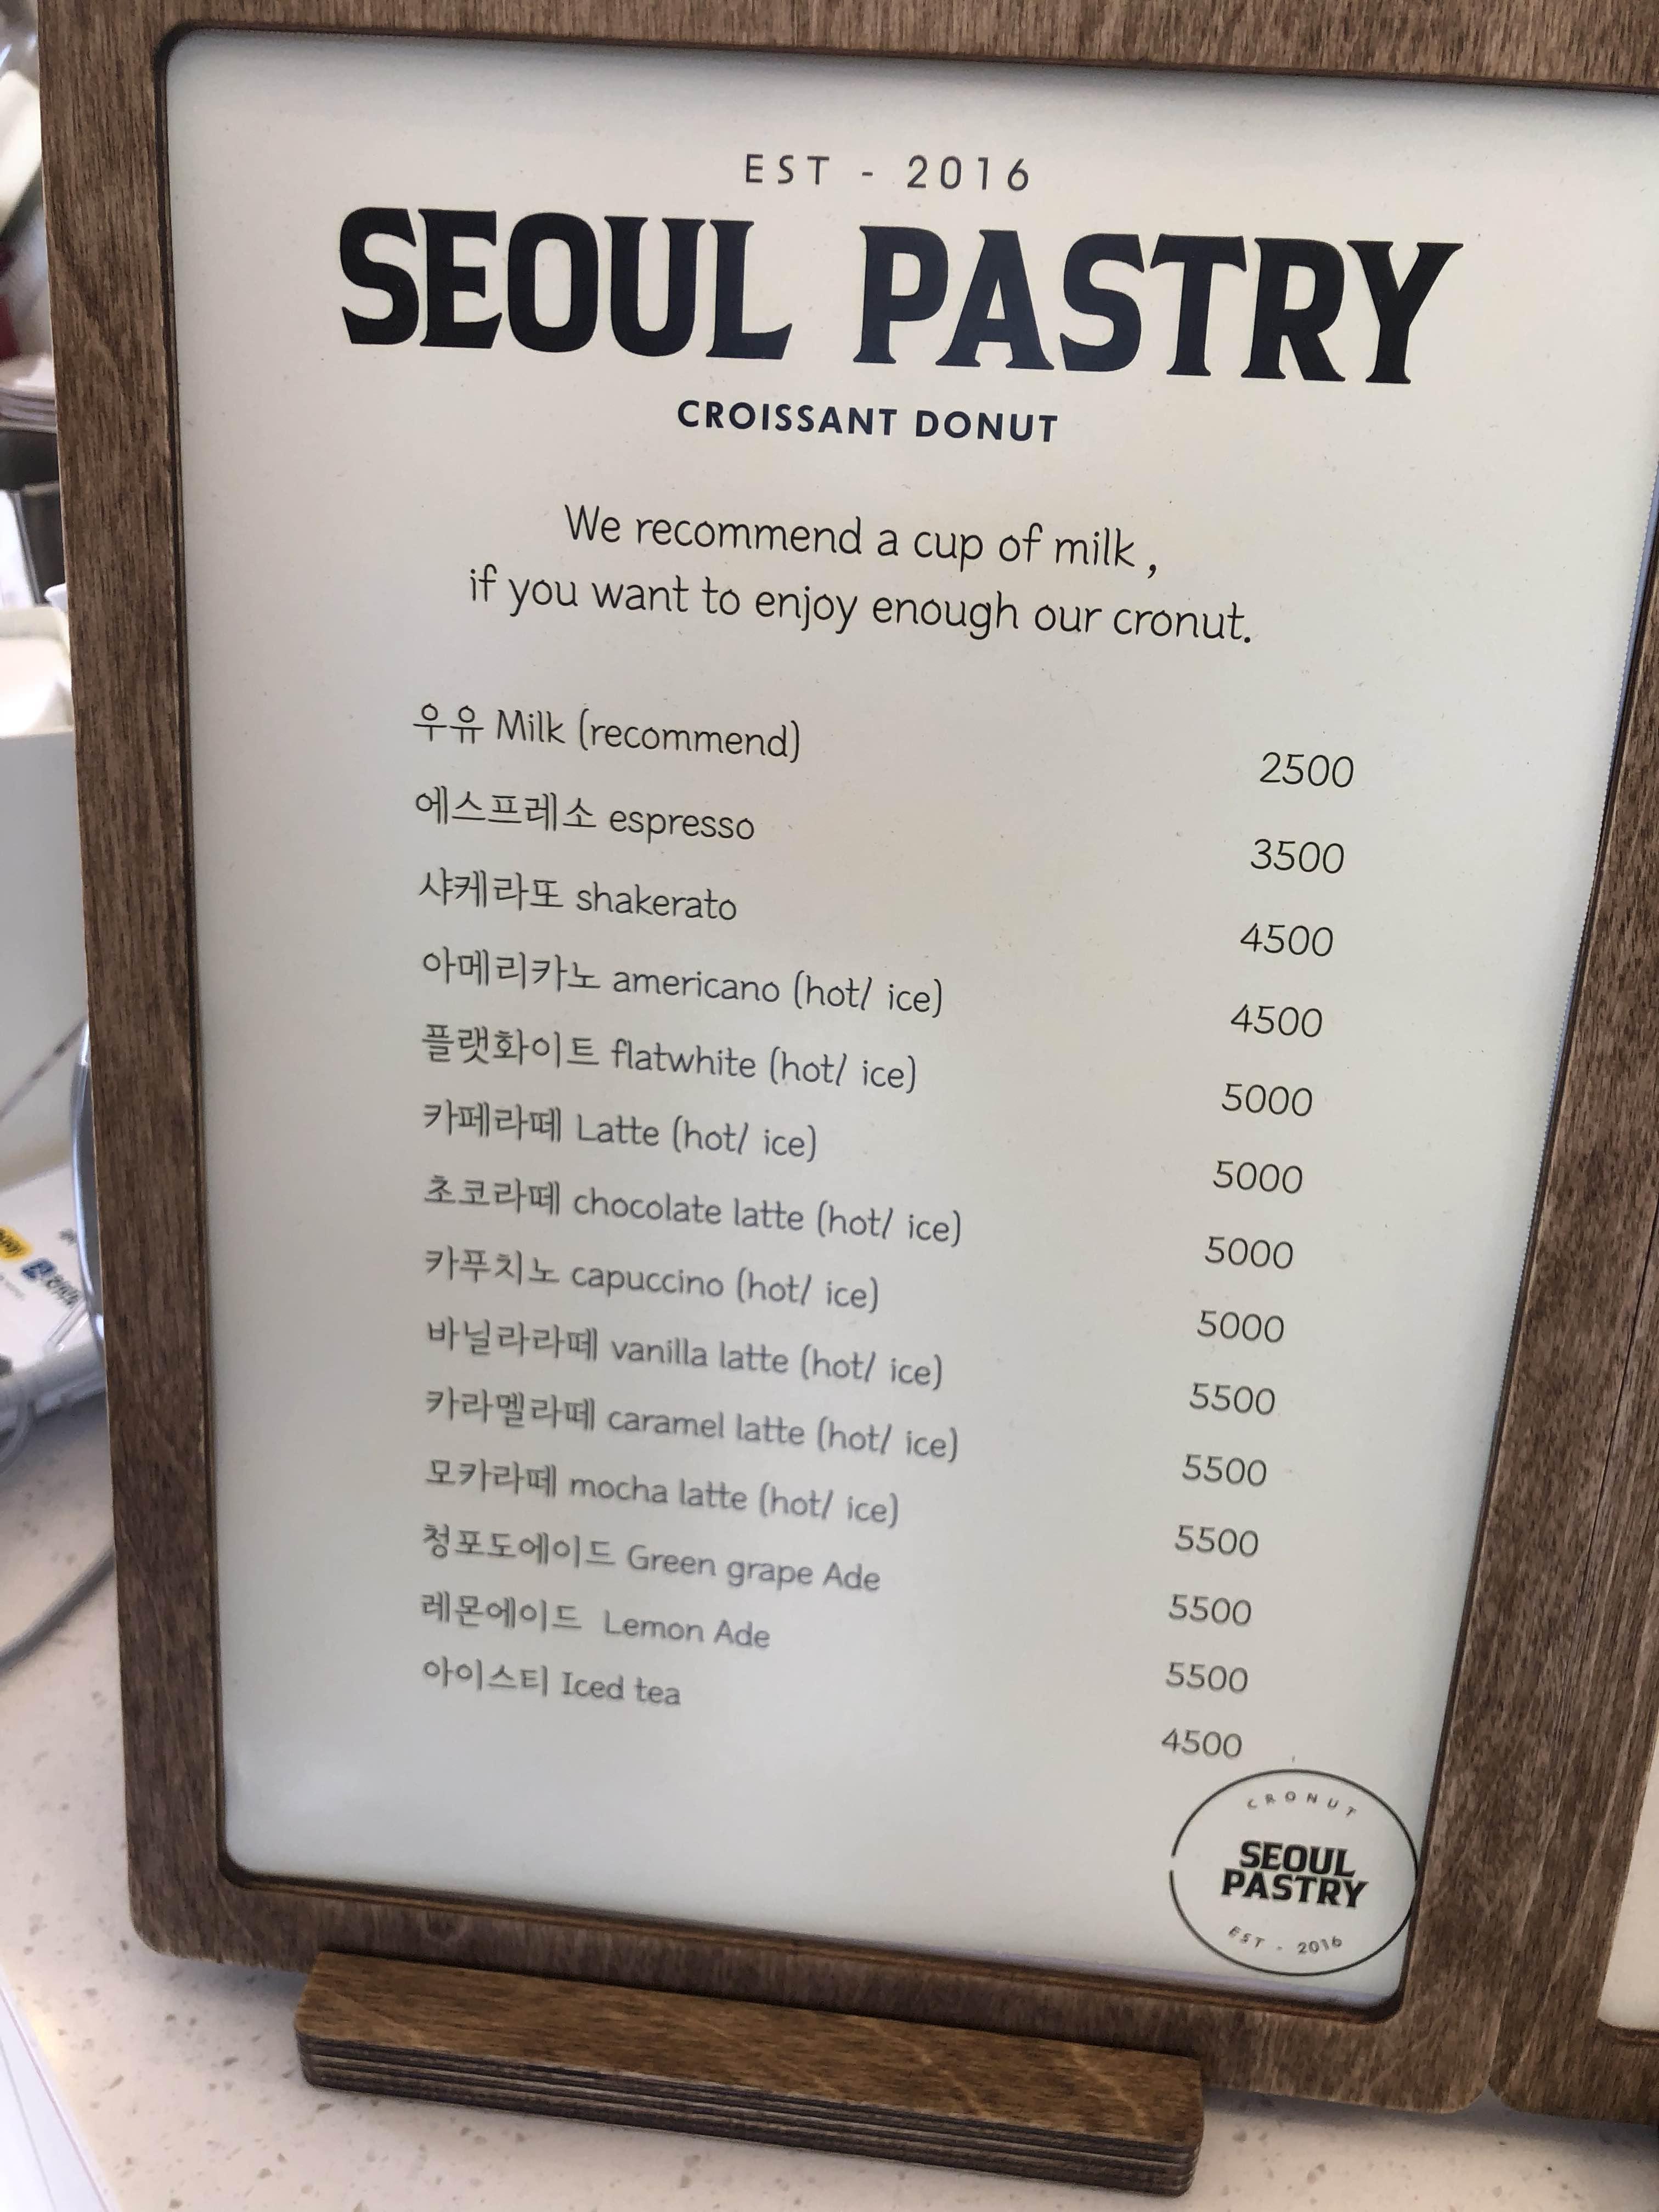 EST - 2016
SEOUL PASTRY
CROISSANT DONUT
We recommend a cup of milk ,
if you want to enjoy enough our cronut.
우유 Milk (recommend) 2500
에스프레소 espresso 3500
샤케라또 shakerato 4500
아메리카노 americano (hot/ ice) 4500
플랫화이트 flatwhite (hot/ ice) 5000
카페라떼 Latte (hot/ ice) 5000
초코라떼 chocolate latte (hot/ ice) 5000
카푸치노 capuccino (hot/ ice) 5000
바닐라라떼 vanilla latte (hot/ ice) 5500
카라멜라떼 caramel latte (hot/ ice) 5500
모카라떼 mocha latte (hot/ ice) 5500
청포도에이드 Green grape Ade 5500
레몬에이드 Lemon Ade 5500
아이스티 Iced tea 4500
CRONUT
SEOUL
PASTRY
EST - 2016